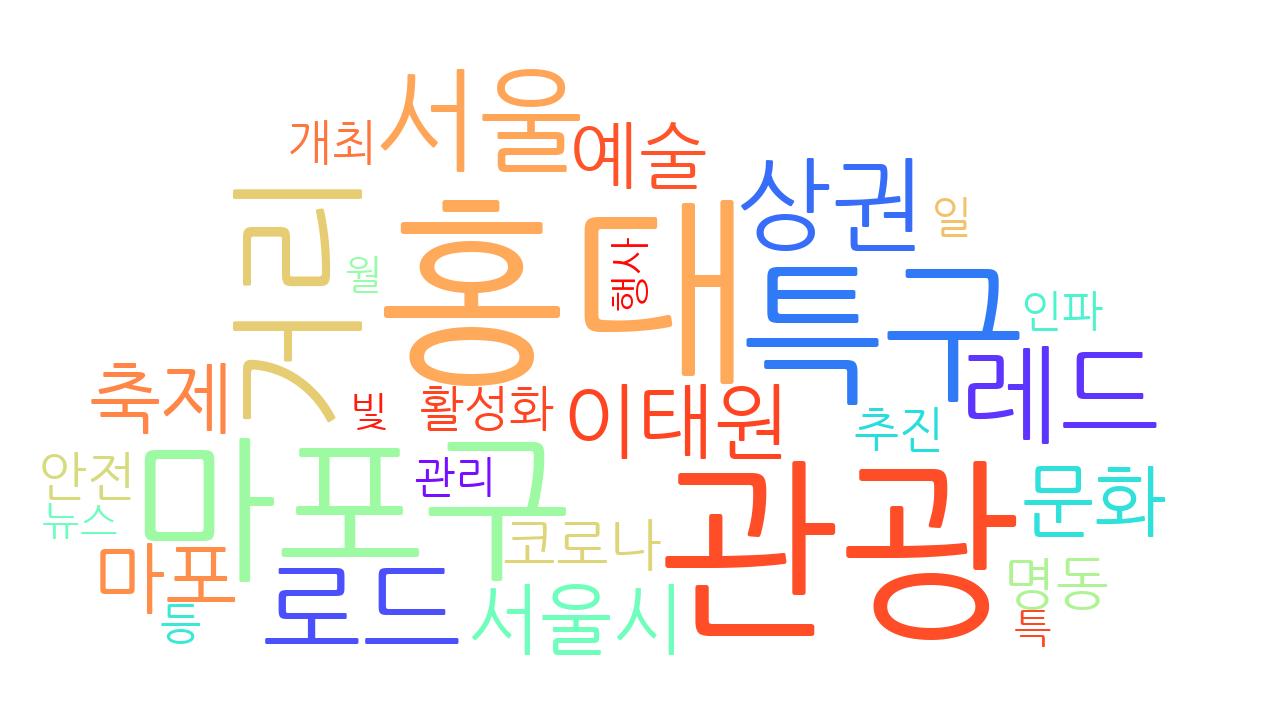 서울
개최
예술
상권
거리
홍대
일
월
행사
특구
인파
레드
축제
빛
활성화
이태원
추진
안전
마포구
관리
관광
문화
뉴스
코로나
마포
로드
서울시
명동
등
특